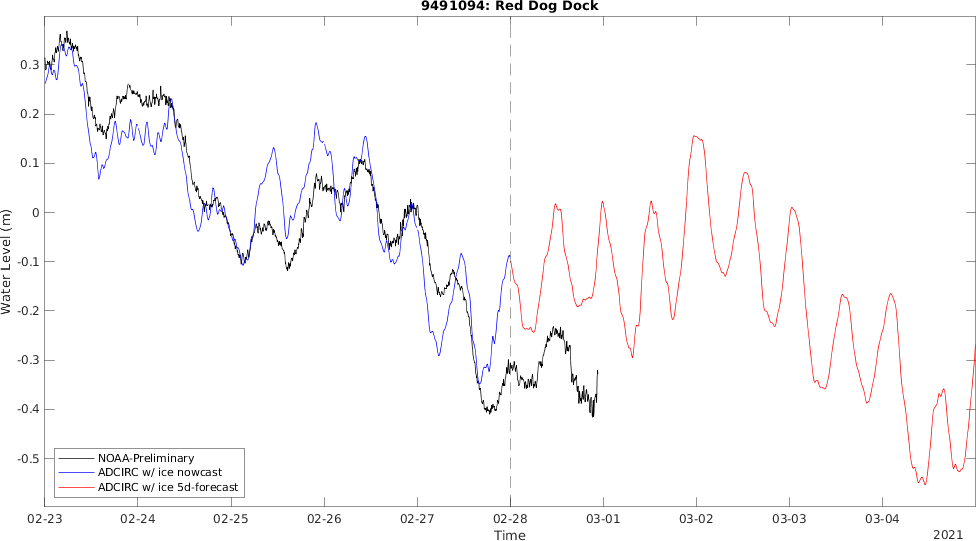 9491094: Red Dog Dock
Water Level (m)
0.3
0.2
0.1
0
-0.1
-0.2
-0.3
-0.4
-0.5
NOAA-Preliminary
ADCIRC w/ ice nowcast
ADCIRC w/ ice 5d-forecast
02-23 02-24 02-25 02-26 02-27 02-28 03-01 03-02 03-03 03-04
Time
2021